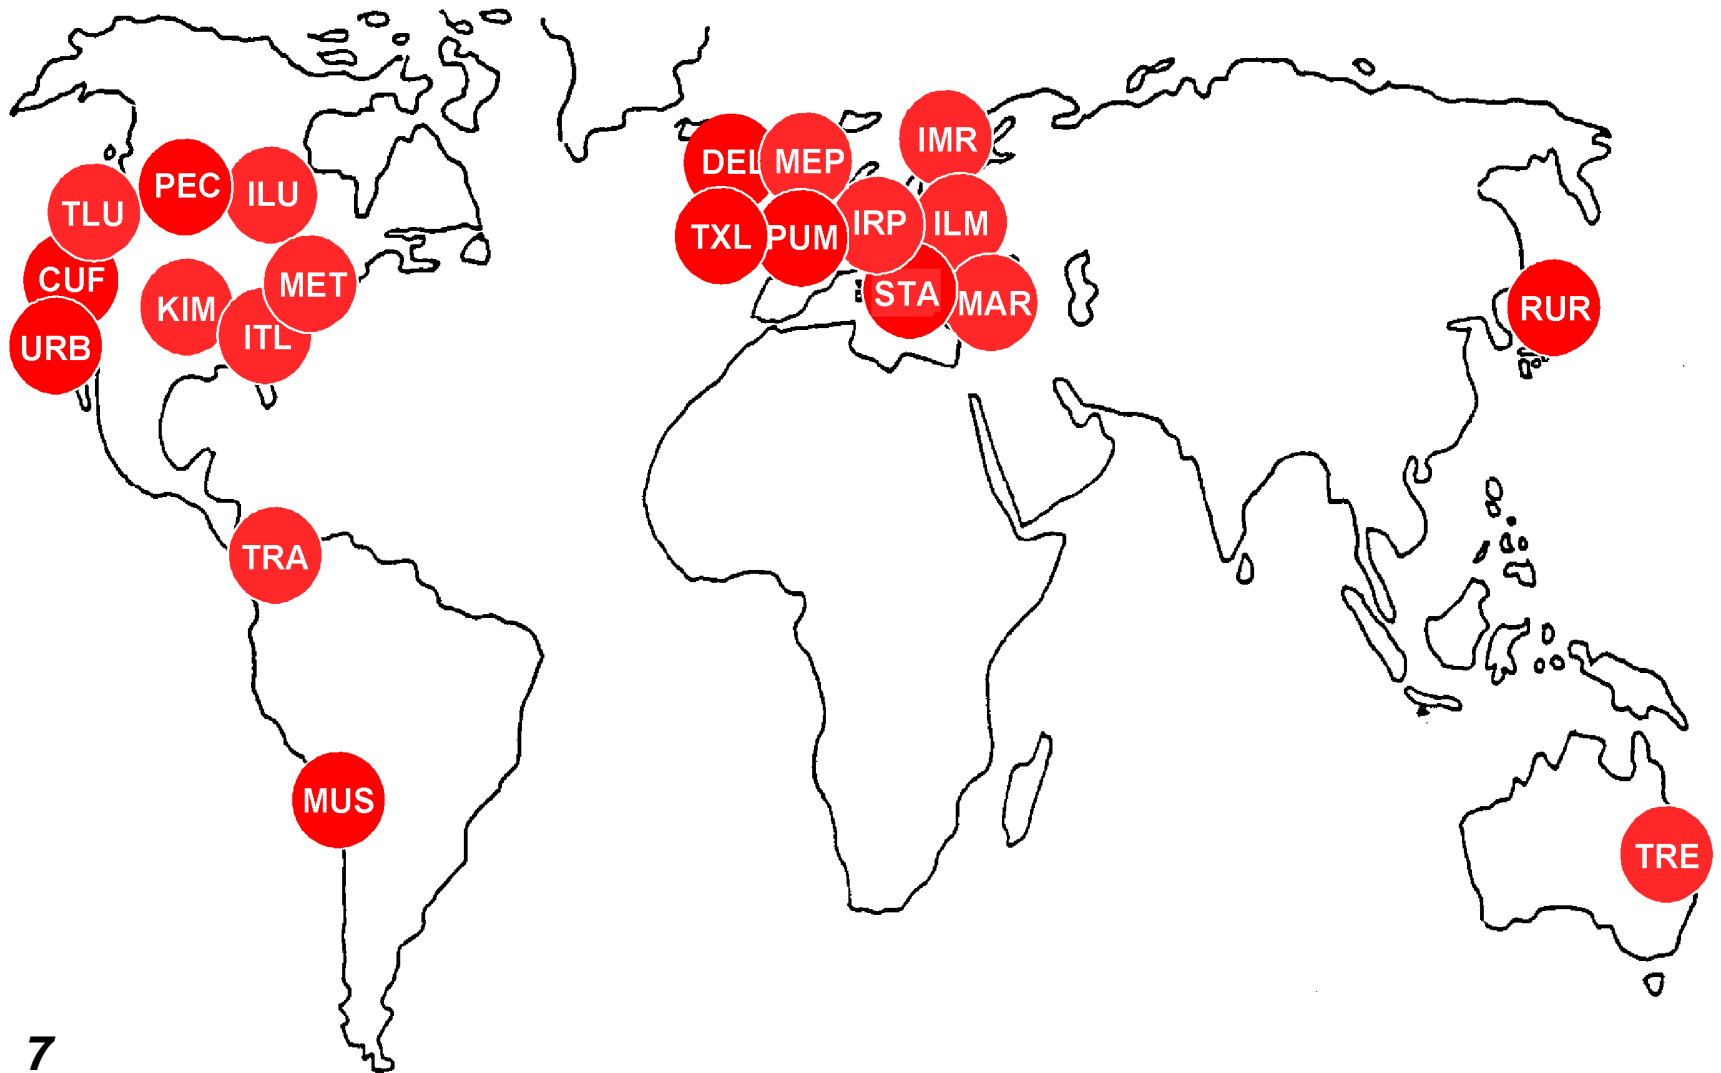 IMR
DEL
MEP
PEC
ILU
TLU
TXL
PUM
IRP
ILM
CUF
MET
STA
MAR
KIM
ITL
URB
RUR
TRA
MUS
TRE
7